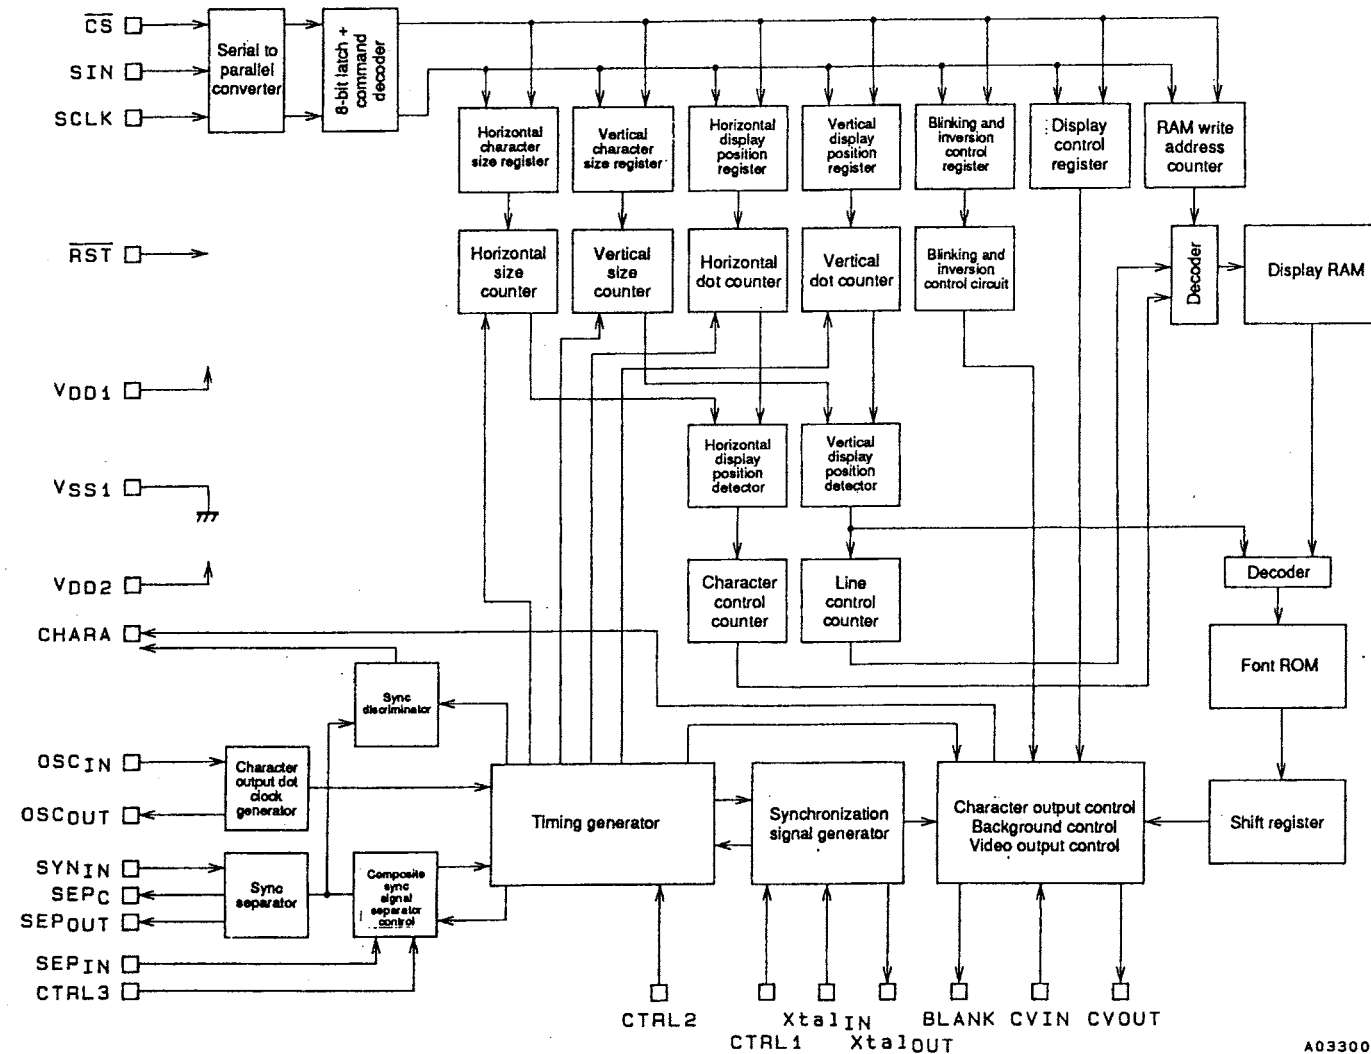 CS
SIN
SCLK
Serial to
parallel
converter
8-bit latch +
command
decoder
Horizontal
character
size register
Vertical
character
size register
Horizontal
display
position
register
Vertical
display
position
register
Blinking and
inversion
control
register
Display
control
register
RAM write
address
counter
RST
Horizontal
size
counter
Vertical
size
counter
Horizontal
dot counter
Vertical
dot counter
Blinking and
inversion
control circuit
Decoder
Display RAM
VDD1
VSS1
VDD2
Horizontal
display
position
detector
Vertical
display
position
detector
Character
control
counter
Line
control
counter
Decoder
Font ROM
CHARA
Sync
discriminator
OSCIN
OSCOUT
Character
output dot
clock
generator
Timing generator
Synchronization
signal generator
Character output control
Background control
Video output control
Shift register
SYNIN
SEPC
SEPOUT
Sync
separator
Composite
sync
signal
separator
control
SEPIN
CTRL3
CTRL2
CTRL1
XtalIN
XtalOUT
BLANK
CVIN
CVOUT
A03300